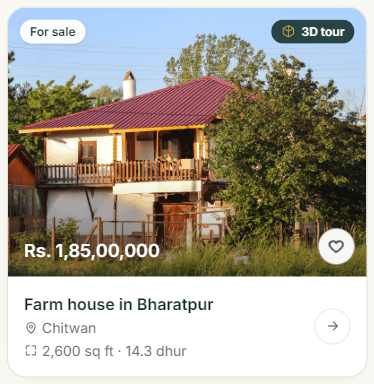 For sale
3D tour
Rs. 1,85,00,000
Farm house in Bharatpur
Chitwan
2,600 sq ft · 14.3 dhur